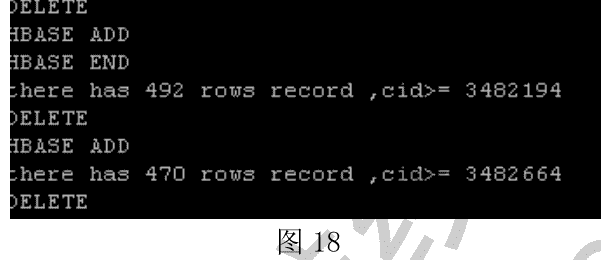 DELETE
HBASE ADD
HBASE END
there has 492 rows record ,cid>= 3482194
DELETE
HBASE ADD
there has 470 rows record ,cid>= 3482664
DELETE
图 18